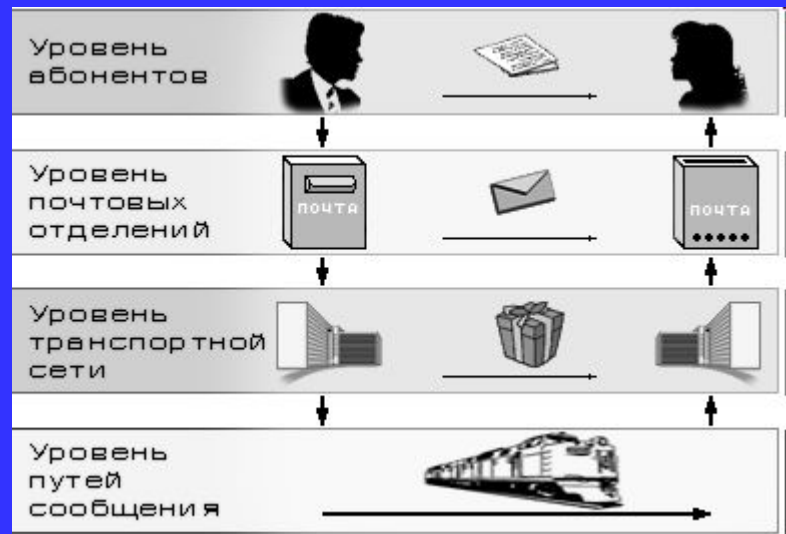 Уровень
абонентов
Уровень
почтовых
отделений
ПОЧТА
ПОЧТА
Уровень
транспортной
сети
Уровень
путей
сообщения